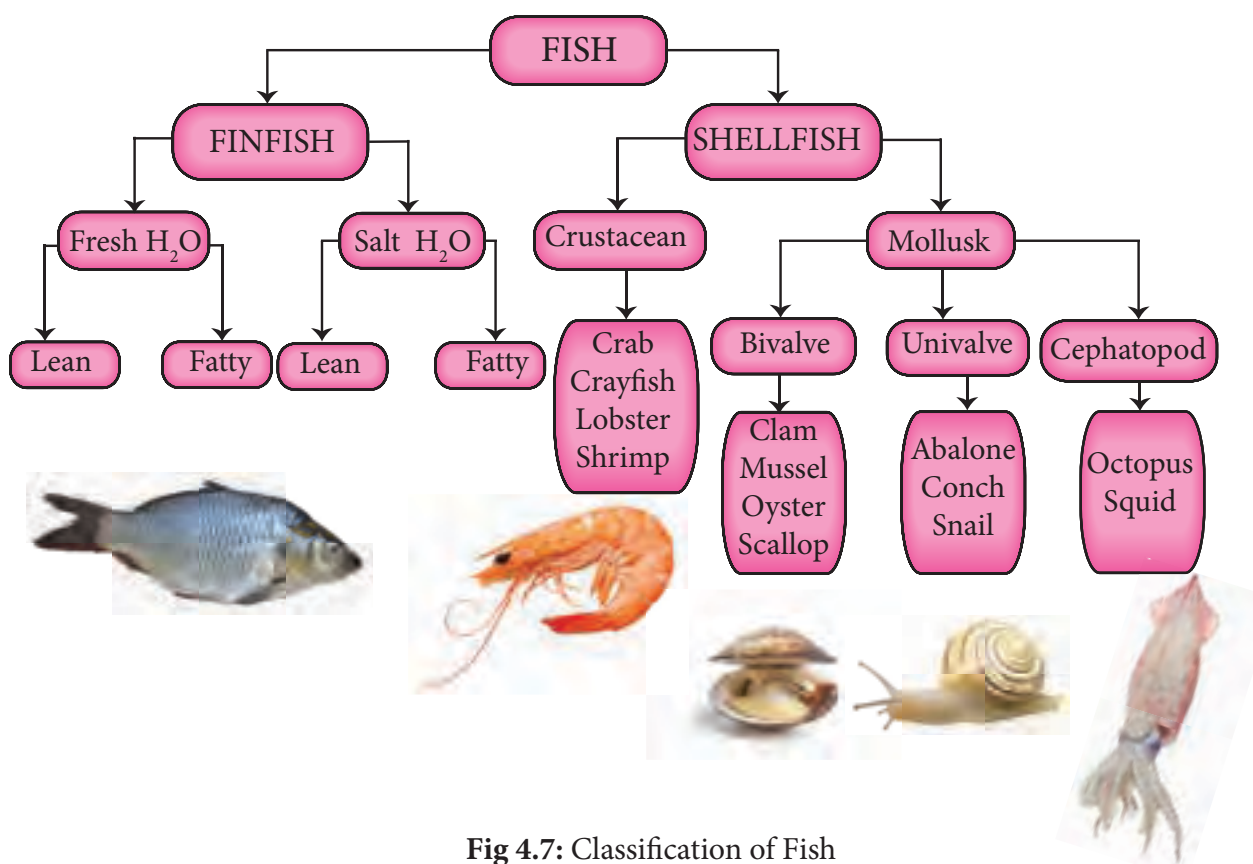 FISH
FINFISH
SHELLFISH
Fresh H₂O
Salt H₂O
Crustacean
Mollusk
Lean
Fatty
Lean
Fatty
Crab
Crayfish
Lobster
Shrimp
Bivalve
Univalve
Cephatopod
Clam
Mussel
Oyster
Scallop
Abalone
Conch
Snail
Octopus
Squid
Fig 4.7: Classification of Fish